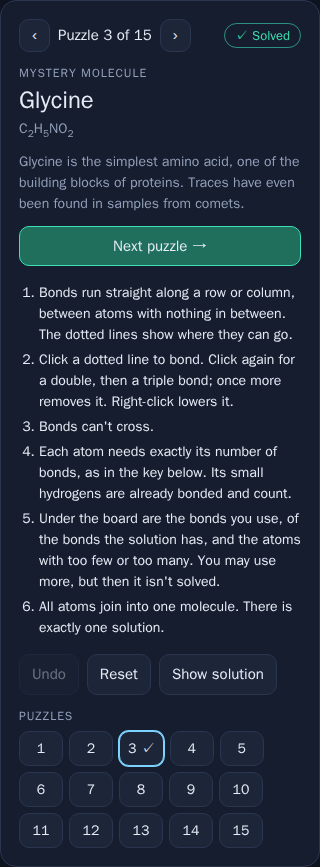 ‹ Puzzle 3 of 15 › ✓ Solved
MYSTERY MOLECULE
Glycine
C₂H₅NO₂
Glycine is the simplest amino acid, one of the
building blocks of proteins. Traces have even
been found in samples from comets.
Next puzzle →
1. Bonds run straight along a row or column,
between atoms with nothing in between.
The dotted lines show where they can go.
2. Click a dotted line to bond. Click again for
a double, then a triple bond; once more
removes it. Right-click lowers it.
3. Bonds can't cross.
4. Each atom needs exactly its number of
bonds, as in the key below. Its small
hydrogens are already bonded and count.
5. Under the board are the bonds you use, of
the bonds the solution has, and the atoms
with too few or too many. You may use
more, but then it isn't solved.
6. All atoms join into one molecule. There is
exactly one solution.
Undo Reset Show solution
PUZZLES
1 2 3 ✓ 4 5
6 7 8 9 10
11 12 13 14 15